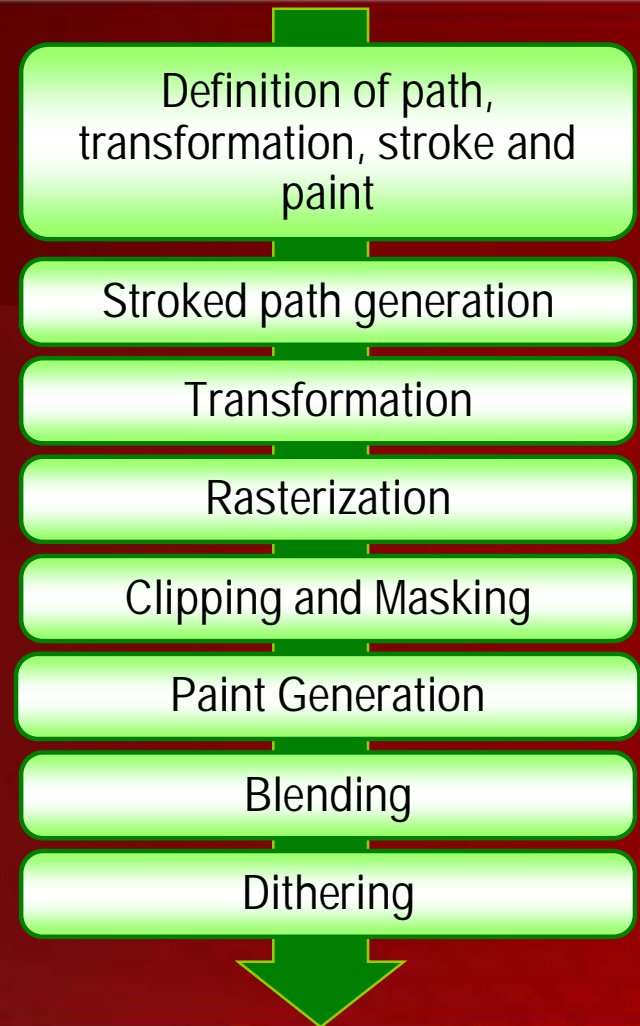 Definition of path,
transformation, stroke and
paint
Stroked path generation
Transformation
Rasterization
Clipping and Masking
Paint Generation
Blending
Dithering